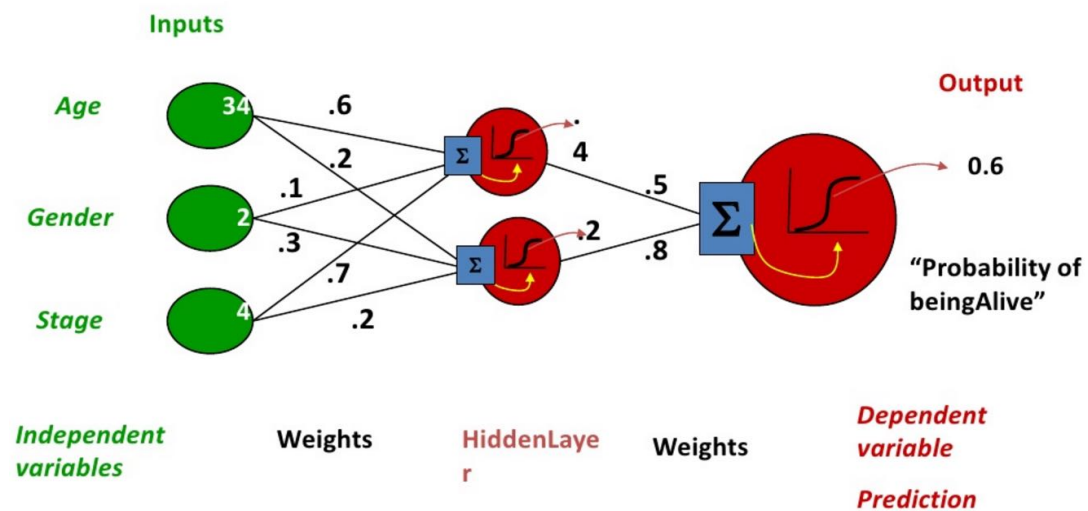 Inputs
Output
Age
34
.6
.
4
.2
.5
0.6
Σ
Σ
.1
Gender
2
.3
.2
.8
Σ
.7
"Probability of
beingAlive"
Stage
4
.2
Independent
variables
Weights
HiddenLaye
r
Weights
Dependent
variable
Prediction